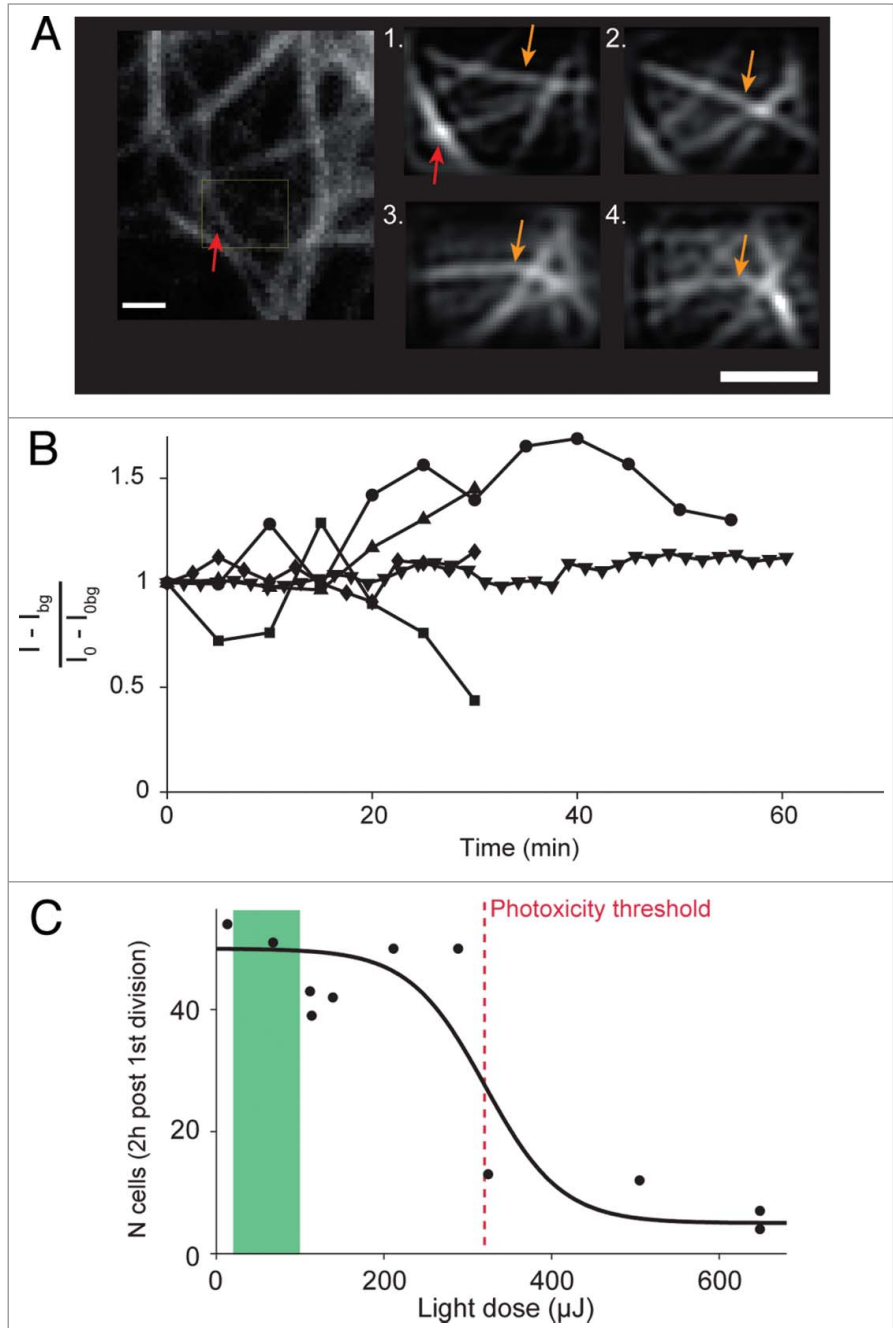 A
1.
2.
3.
4.
B
1.5
1
0.5
0
I - I_bg
I_0 - I_0bg
0
20
40
60
Time (min)
C
Photoxicity threshold
40
20
0
N cells (2h post 1st division)
0
200
400
600
Light dose (µJ)